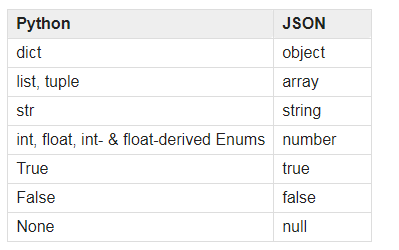 Python JSON
dict object
list, tuple array
str string
int, float, int- & float-derived Enums number
True true
False false
None null